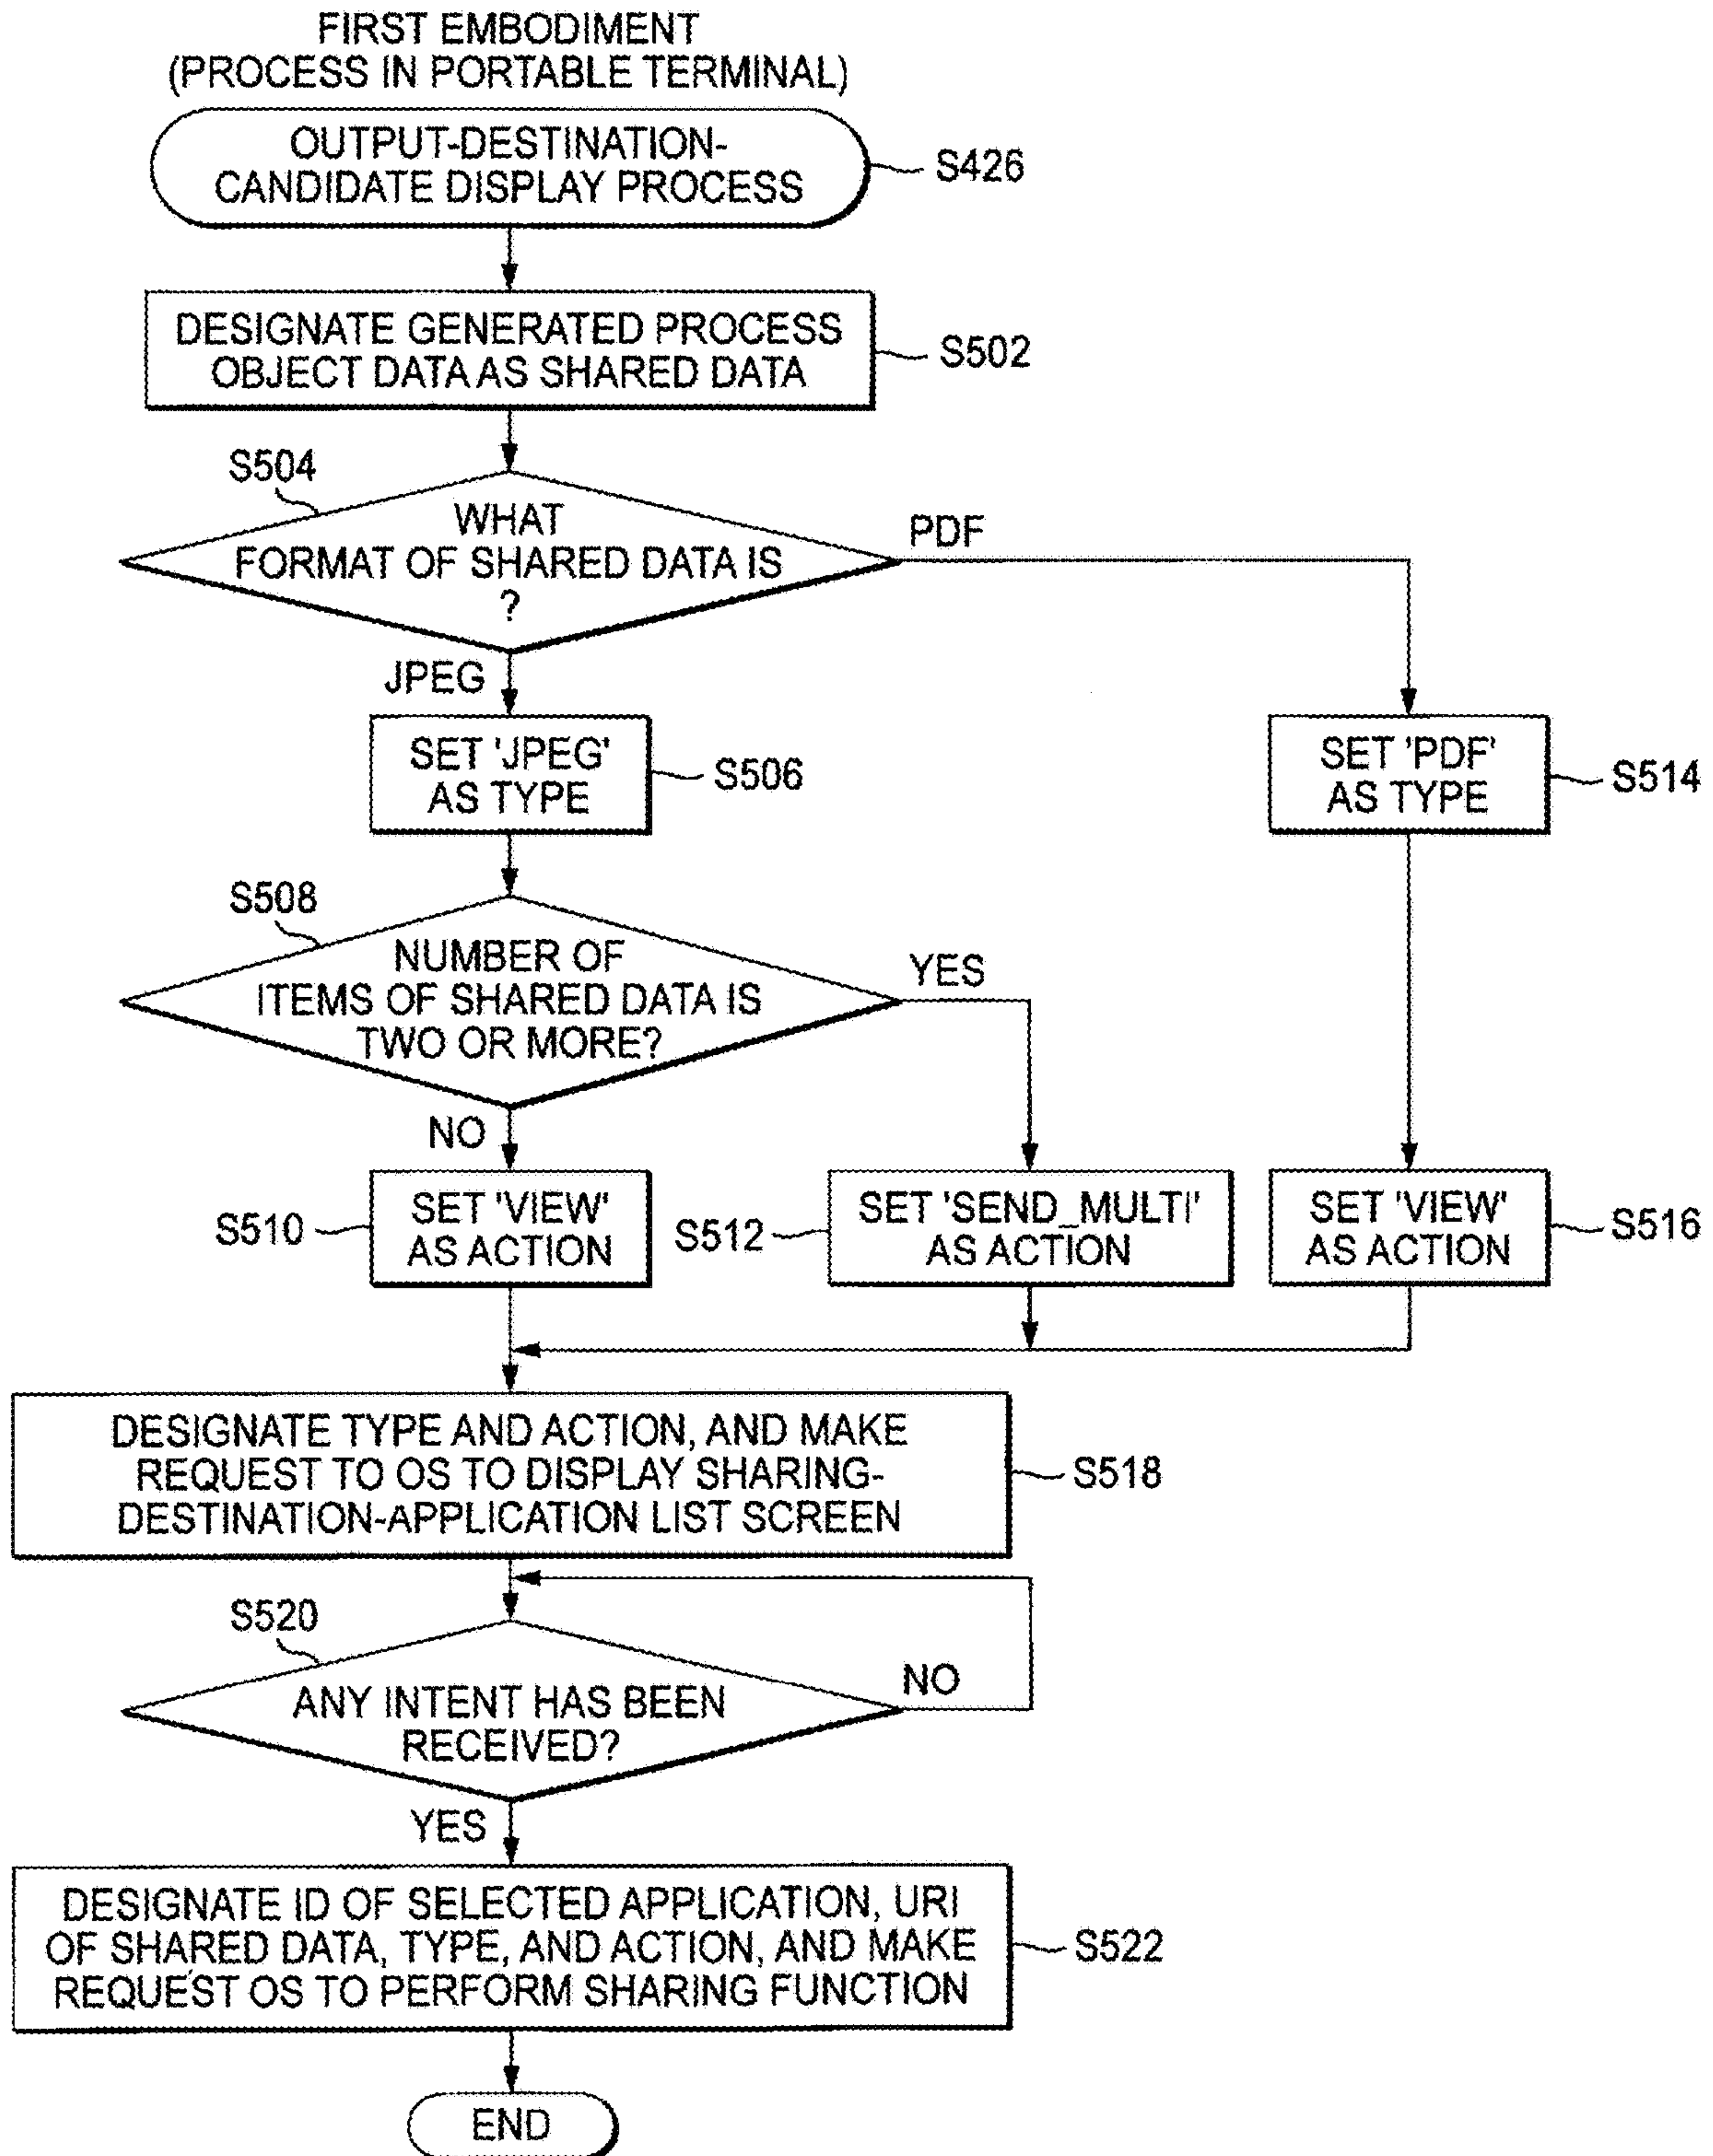 FIRST EMBODIMENT
(PROCESS IN PORTABLE TERMINAL)
OUTPUT-DESTINATION-
CANDIDATE DISPLAY PROCESS
S426
DESIGNATE GENERATED PROCESS
OBJECT DATA AS SHARED DATA
S502
S504
WHAT
FORMAT OF SHARED DATA IS
?
PDF
JPEG
SET 'JPEG'
AS TYPE
S506
SET 'PDF'
AS TYPE
S514
S508
NUMBER OF
ITEMS OF SHARED DATA IS
TWO OR MORE?
YES
NO
S510
SET 'VIEW'
AS ACTION
S512
SET 'SEND_MULTI'
AS ACTION
SET 'VIEW'
AS ACTION
S516
DESIGNATE TYPE AND ACTION, AND MAKE
REQUEST TO OS TO DISPLAY SHARING-
DESTINATION-APPLICATION LIST SCREEN
S518
S520
ANY INTENT HAS BEEN
RECEIVED?
NO
YES
DESIGNATE ID OF SELECTED APPLICATION, URI
OF SHARED DATA, TYPE, AND ACTION, AND MAKE
REQUEST OS TO PERFORM SHARING FUNCTION
S522
END